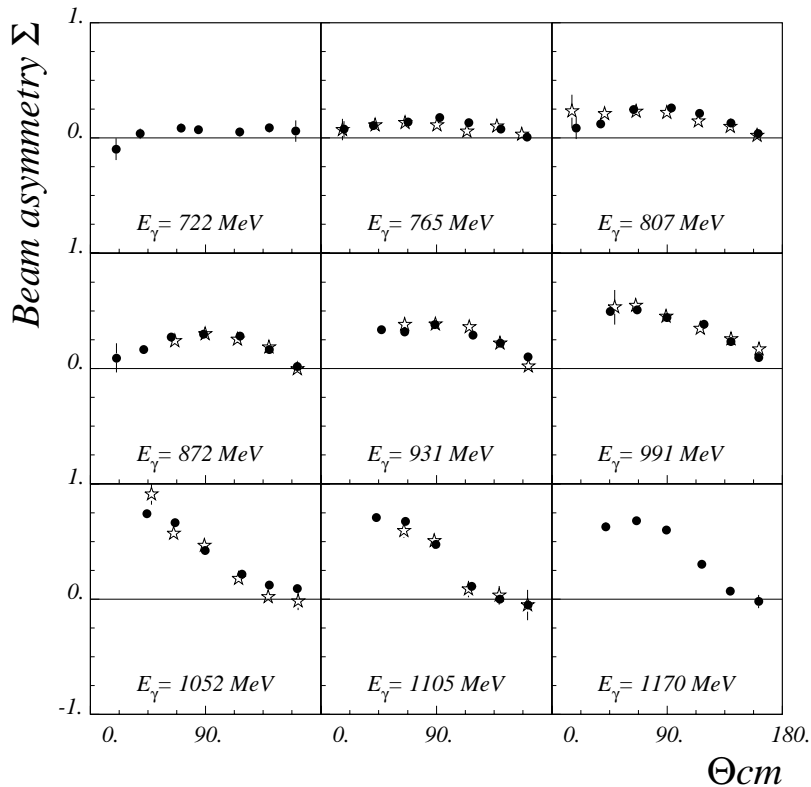 Beam asymmetry Σ
1.
0.
E_γ= 722 MeV
E_γ= 765 MeV
E_γ= 807 MeV
1.
0.
E_γ= 872 MeV
E_γ= 931 MeV
E_γ= 991 MeV
1.
0.
E_γ= 1052 MeV
E_γ= 1105 MeV
E_γ= 1170 MeV
-1.
0. 90. 0. 90. 0. 90. 180.
Θcm